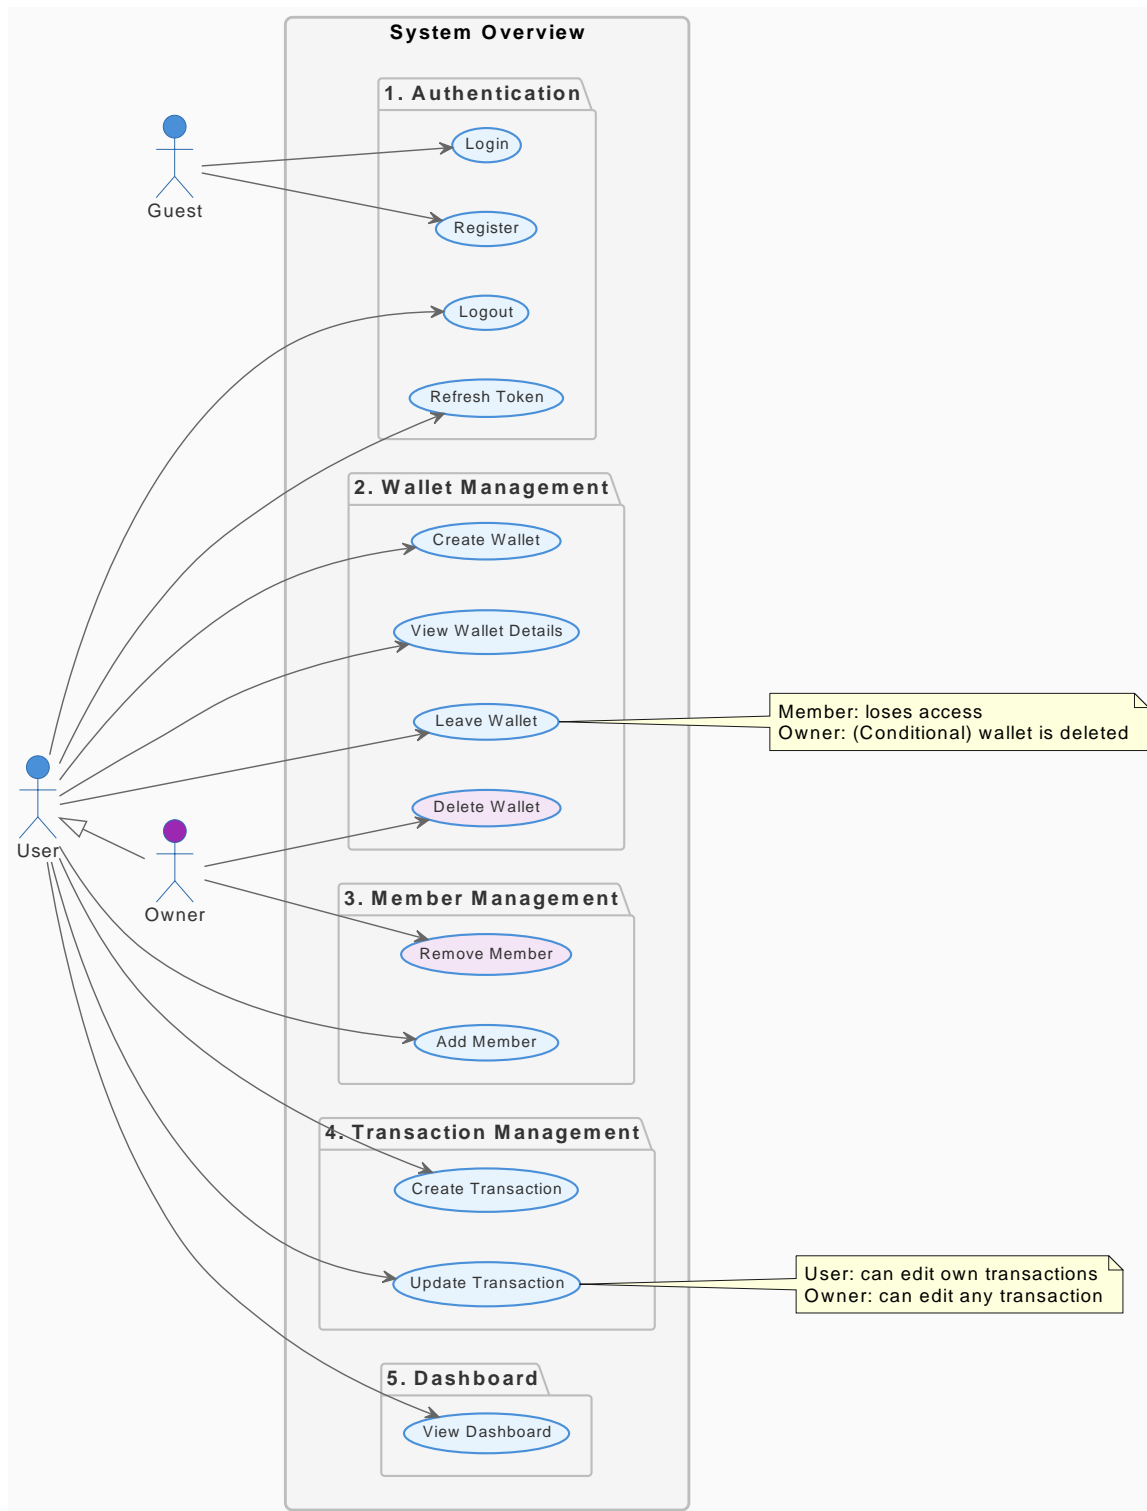 System Overview
1. Authentication
Login
Guest
Register
Logout
Refresh Token
2. Wallet Management
Create Wallet
View Wallet Details
Leave Wallet
Member: loses access
Owner: (Conditional) wallet is deleted
Delete Wallet
User
Owner
3. Member Management
Remove Member
Add Member
4. Transaction Management
Create Transaction
Update Transaction
User: can edit own transactions
Owner: can edit any transaction
5. Dashboard
View Dashboard